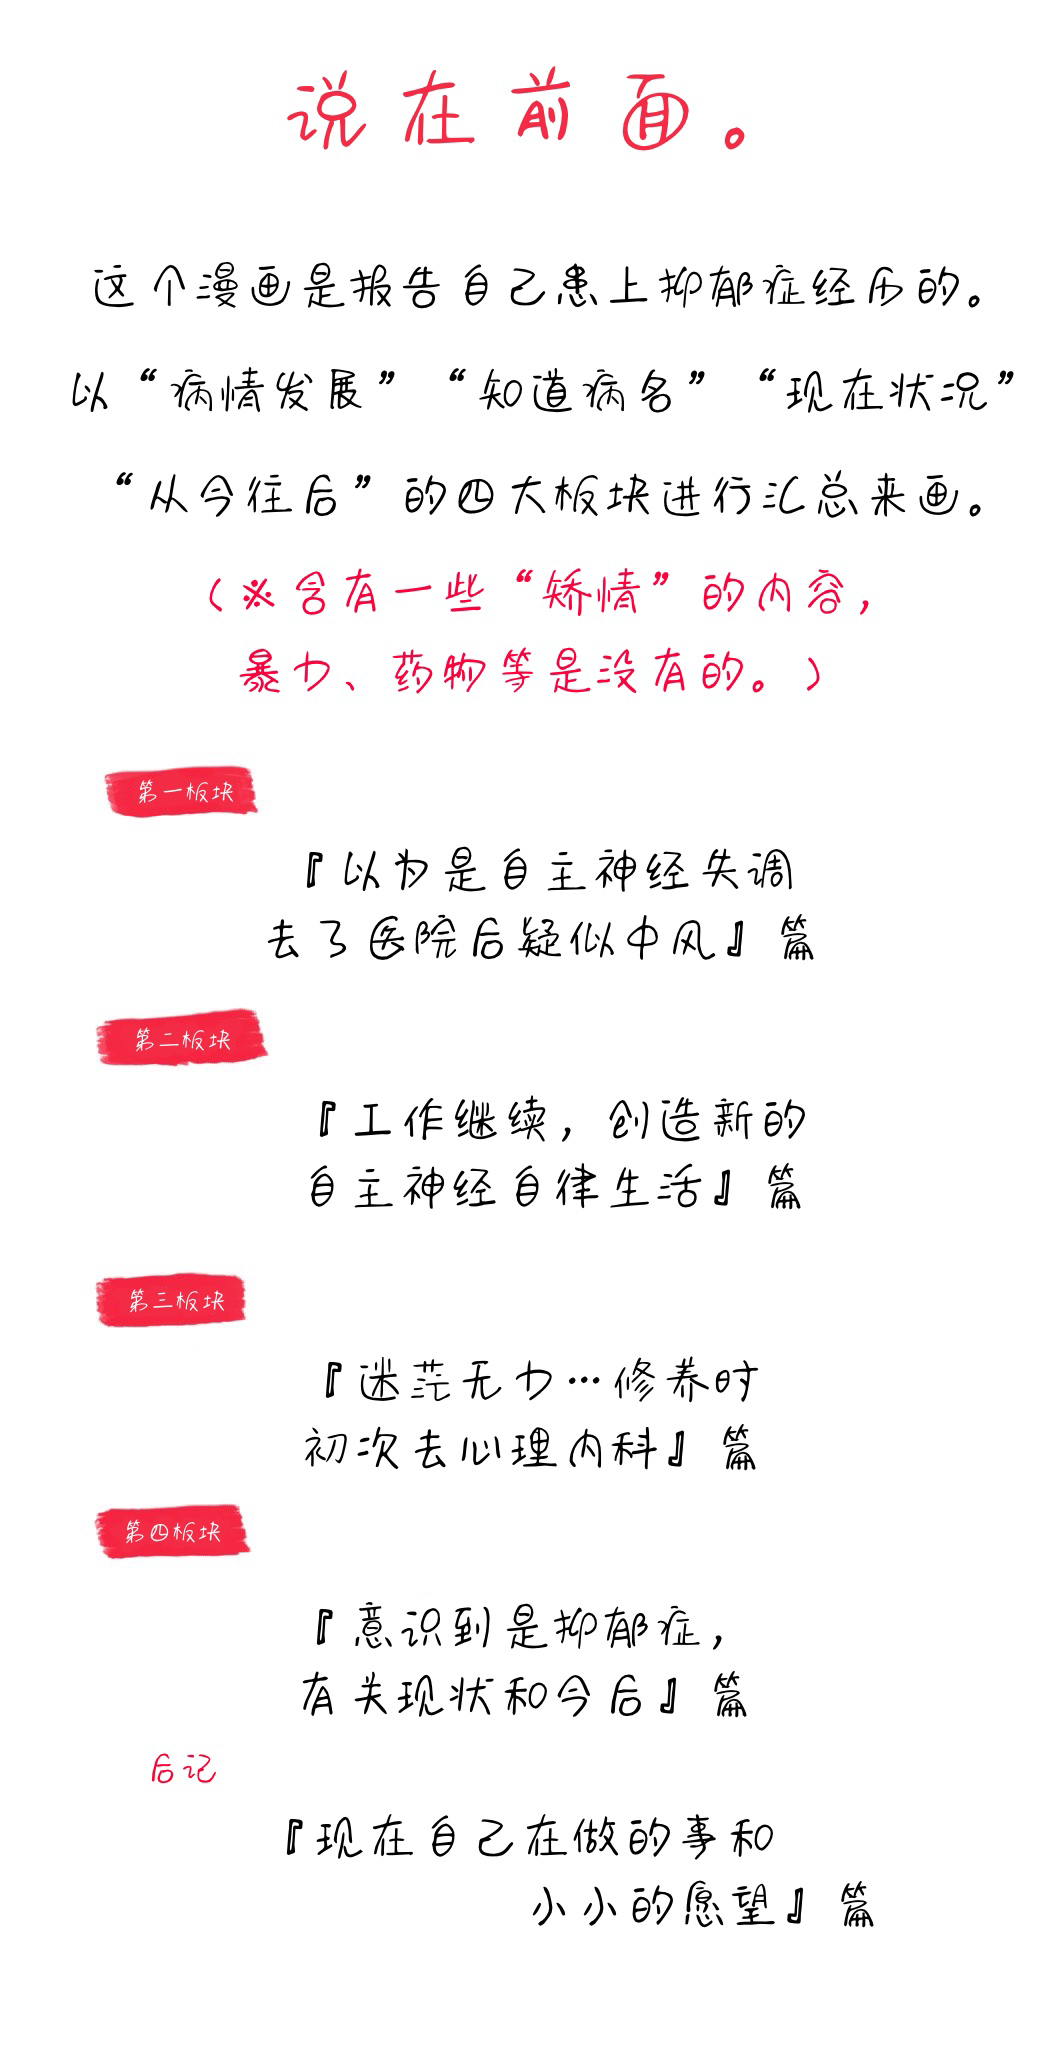 说在前面。
这个漫画是报告自己患上抑郁症经历的。
以“病情发展”“知道病名”“现在状况”
“从今往后”的四大板块进行汇总来画。
（※含有一些“矫情”的内容，
暴力、药物等是没有的。）
第一板块
『以为是自主神经失调
去了医院后疑似中风』篇
第二板块
『工作继续，创造新的
自主神经自律生活』篇
第三板块
『迷茫无力…修养时
初次去心理内科』篇
第四板块
『意识到是抑郁症，
有关现状和今后』篇
后记
『现在自己在做的事和
小小的愿望』篇